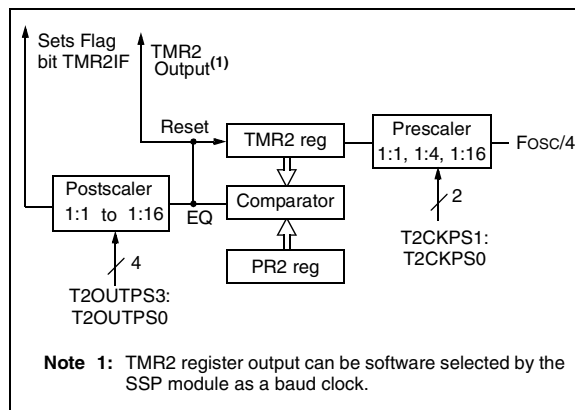 Sets Flag
bit TMR2IF
TMR2
Output(1)
Reset
TMR2 reg
Prescaler
1:1, 1:4, 1:16
FOSC/4
2
T2CKPS1:
T2CKPS0
Postscaler
1:1 to 1:16
EQ
Comparator
4
T2OUTPS3:
T2OUTPS0
PR2 reg
Note 1: TMR2 register output can be software selected by the
SSP module as a baud clock.